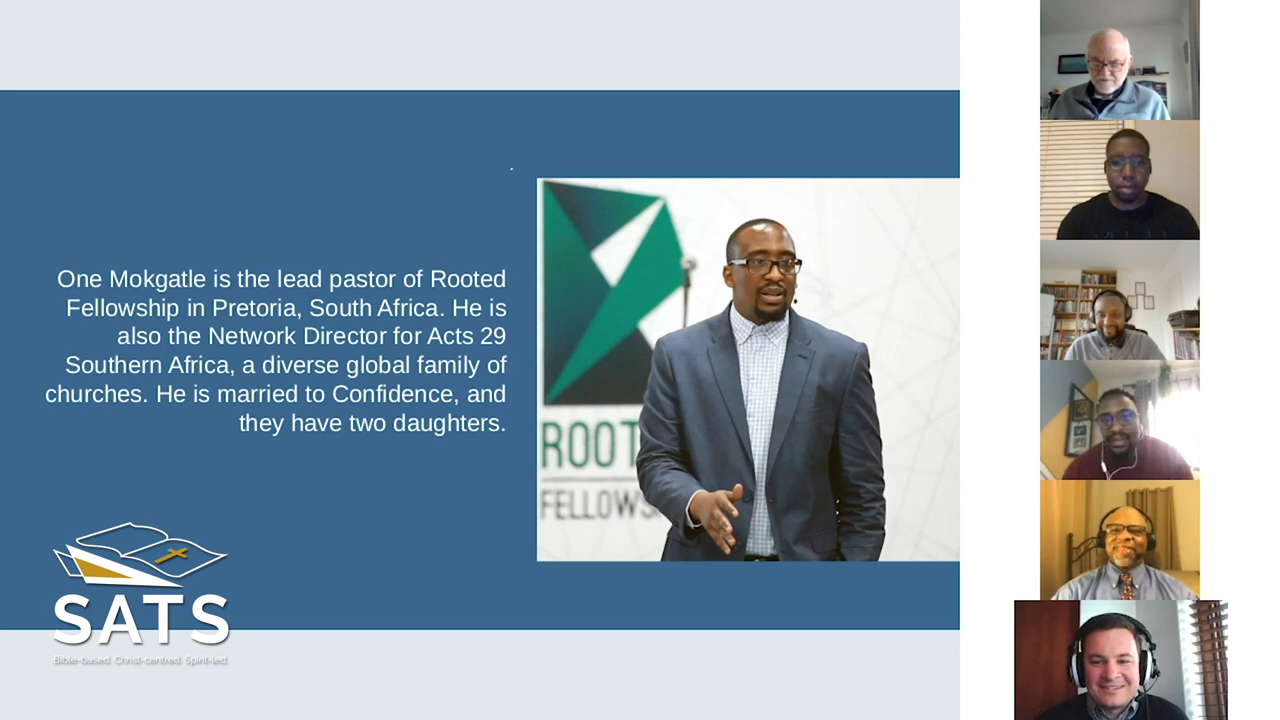 One Mokgatle is the lead pastor of Rooted
Fellowship in Pretoria, South Africa. He is
also the Network Director for Acts 29
Southern Africa, a diverse global family of
churches. He is married to Confidence, and
they have two daughters.
ROOT
FELLOWS
SATS
Bible-based. Christ-centred. Spirit-led.